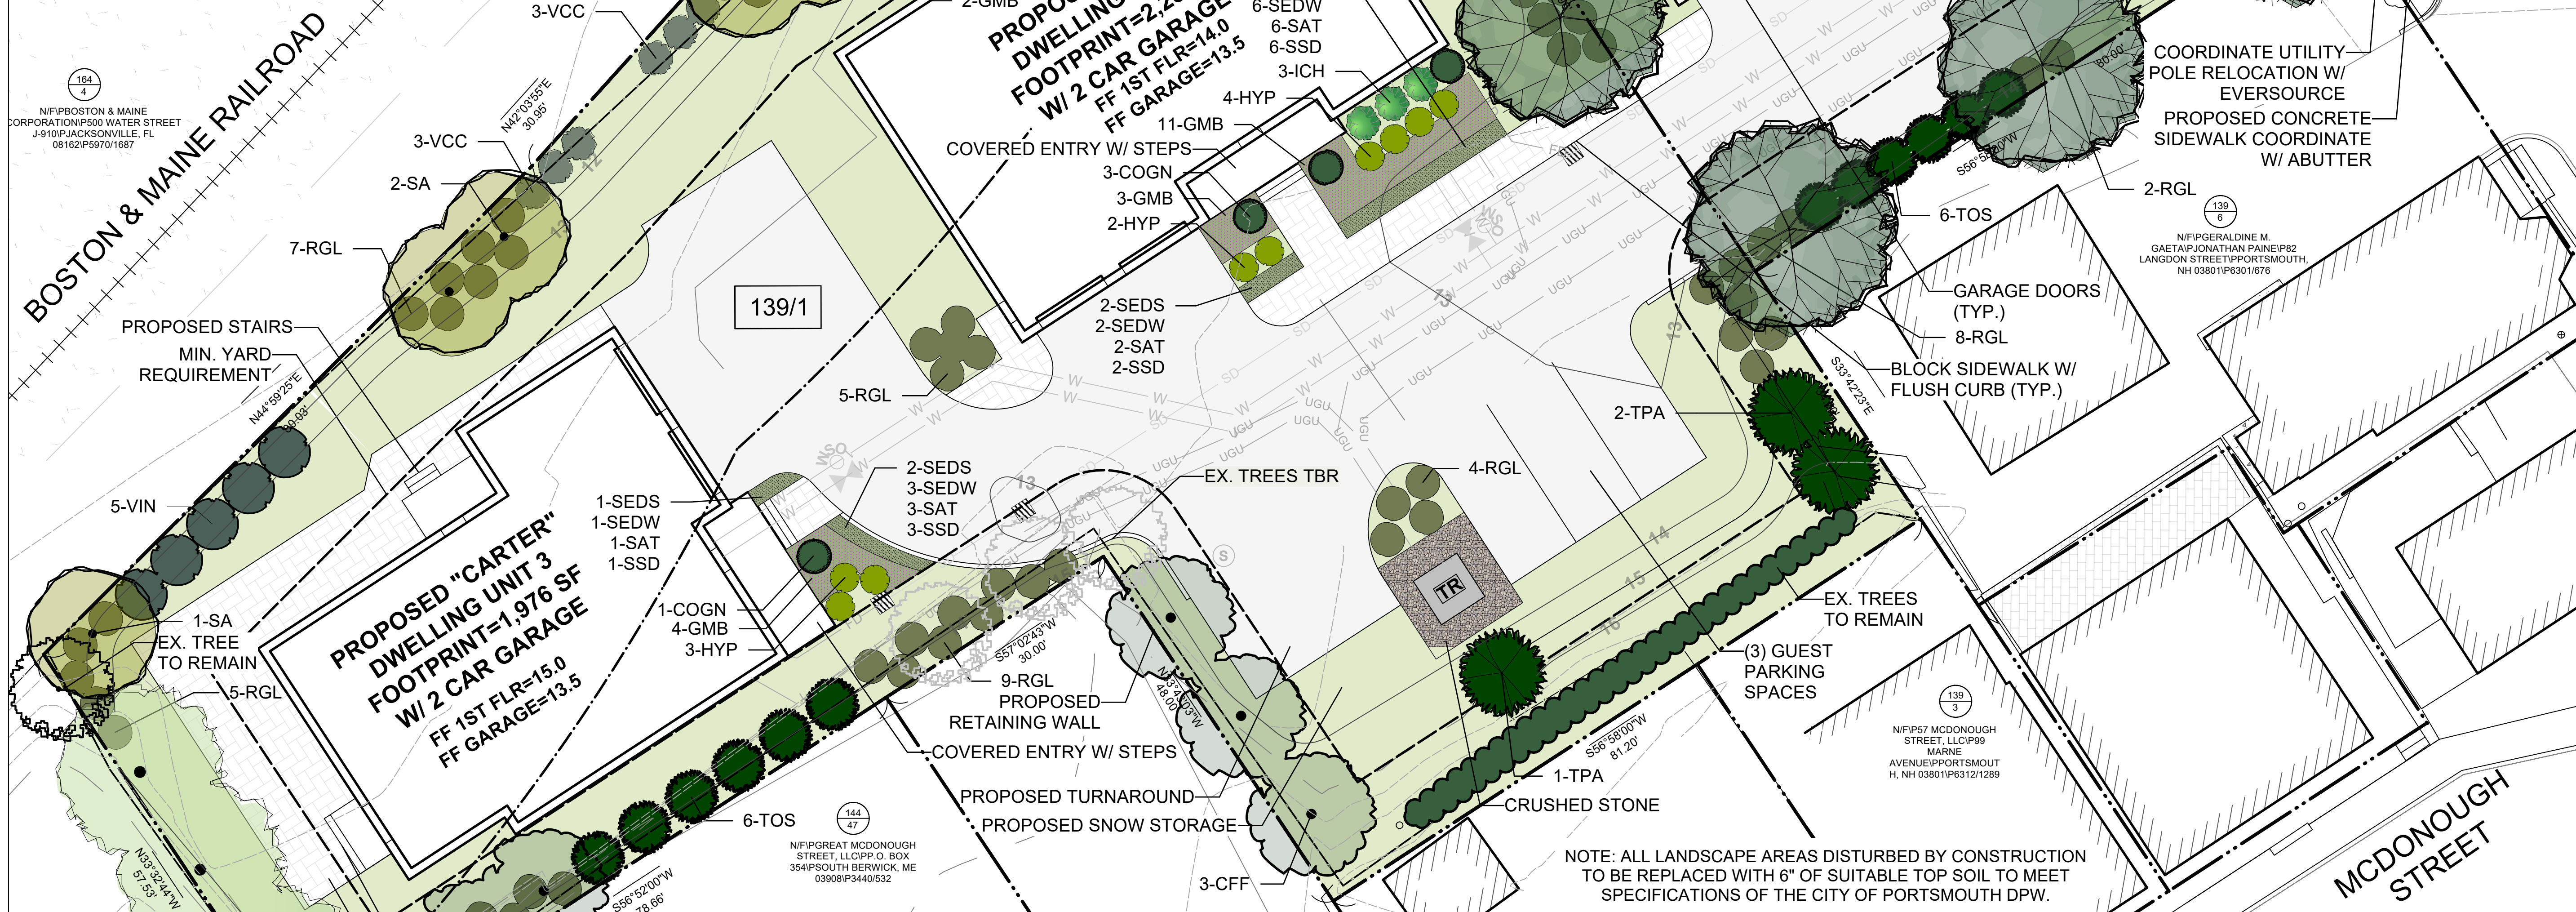 BOSTON & MAINE RAILROAD
164
4
N/F\PBOSTON & MAINE
CORPORATION\P500 WATER STREET
J-910\PJACKSONVILLE, FL
08162\P5970/1687
3-VCC
N42°03'55"E
30.95'
3-VCC
12
2-SA
13
7-RGL
PROPOSED STAIRS
MIN. YARD
REQUIREMENT
N44°59'25"E
80.03'
5-VIN
1-SA
EX. TREE
TO REMAIN
5-RGL
N33°32'44"W
57.53'
PROPOSED "CARTER"
DWELLING UNIT 3
FOOTPRINT=1,976 SF
W/ 2 CAR GARAGE
FF 1ST FLR=15.0
FF GARAGE=13.5
139/1
5-RGL
2-GMB
W/ 2 CAR GARAGE
FF 1ST FLR=14.0
FF GARAGE=13.5
6-SEDW
6-SAT
6-SSD
3-ICH
4-HYP
11-GMB
COVERED ENTRY W/ STEPS
3-COGN
3-GMB
2-HYP
2-SEDS
2-SEDW
2-SAT
2-SSD
1-SEDS
1-SEDW
1-SAT
1-SSD
2-SEDS
3-SEDW
3-SAT
3-SSD
1-COGN
4-GMB
3-HYP
WSO
W
W
SD
UGU
13
EX. TREES TBR
S
9-RGL
S57°02'43"W
30.00'
PROPOSED
RETAINING WALL
48.00'
COVERED ENTRY W/ STEPS
PROPOSED TURNAROUND
PROPOSED SNOW STORAGE
3-CFF
6-TOS
144
47
N/F\PGREAT MCDONOUGH
STREET, LLC\PP.O. BOX
354\PSOUTH BERWICK, ME
03908\P3440/532
S56°52'00"W
78.66'
4-RGL
TR
2-TPA
13
14
15
16
EX. TREES
TO REMAIN
(3) GUEST
PARKING
SPACES
1-TPA
CRUSHED STONE
S56°58'00"W
81.20'
COORDINATE UTILITY
POLE RELOCATION W/
EVERSOURCE
PROPOSED CONCRETE
SIDEWALK COORDINATE
W/ ABUTTER
80.00'
2-RGL
6-TOS
139
6
N/F\PGERALDINE M.
GAETA\PJONATHAN PAINE\P82
LANGDON STREET\PPORTSMOUTH,
NH 03801\P6301/676
GARAGE DOORS
(TYP.)
8-RGL
BLOCK SIDEWALK W/
FLUSH CURB (TYP.)
S33°42'23"E
139
3
N/F\P57 MCDONOUGH
STREET, LLC\P99
MARNE
AVENUE\PPORTSMOUT
H, NH 03801\P6312/1289
NOTE: ALL LANDSCAPE AREAS DISTURBED BY CONSTRUCTION
TO BE REPLACED WITH 6" OF SUITABLE TOP SOIL TO MEET
SPECIFICATIONS OF THE CITY OF PORTSMOUTH DPW.
MCDONOUGH
STREET